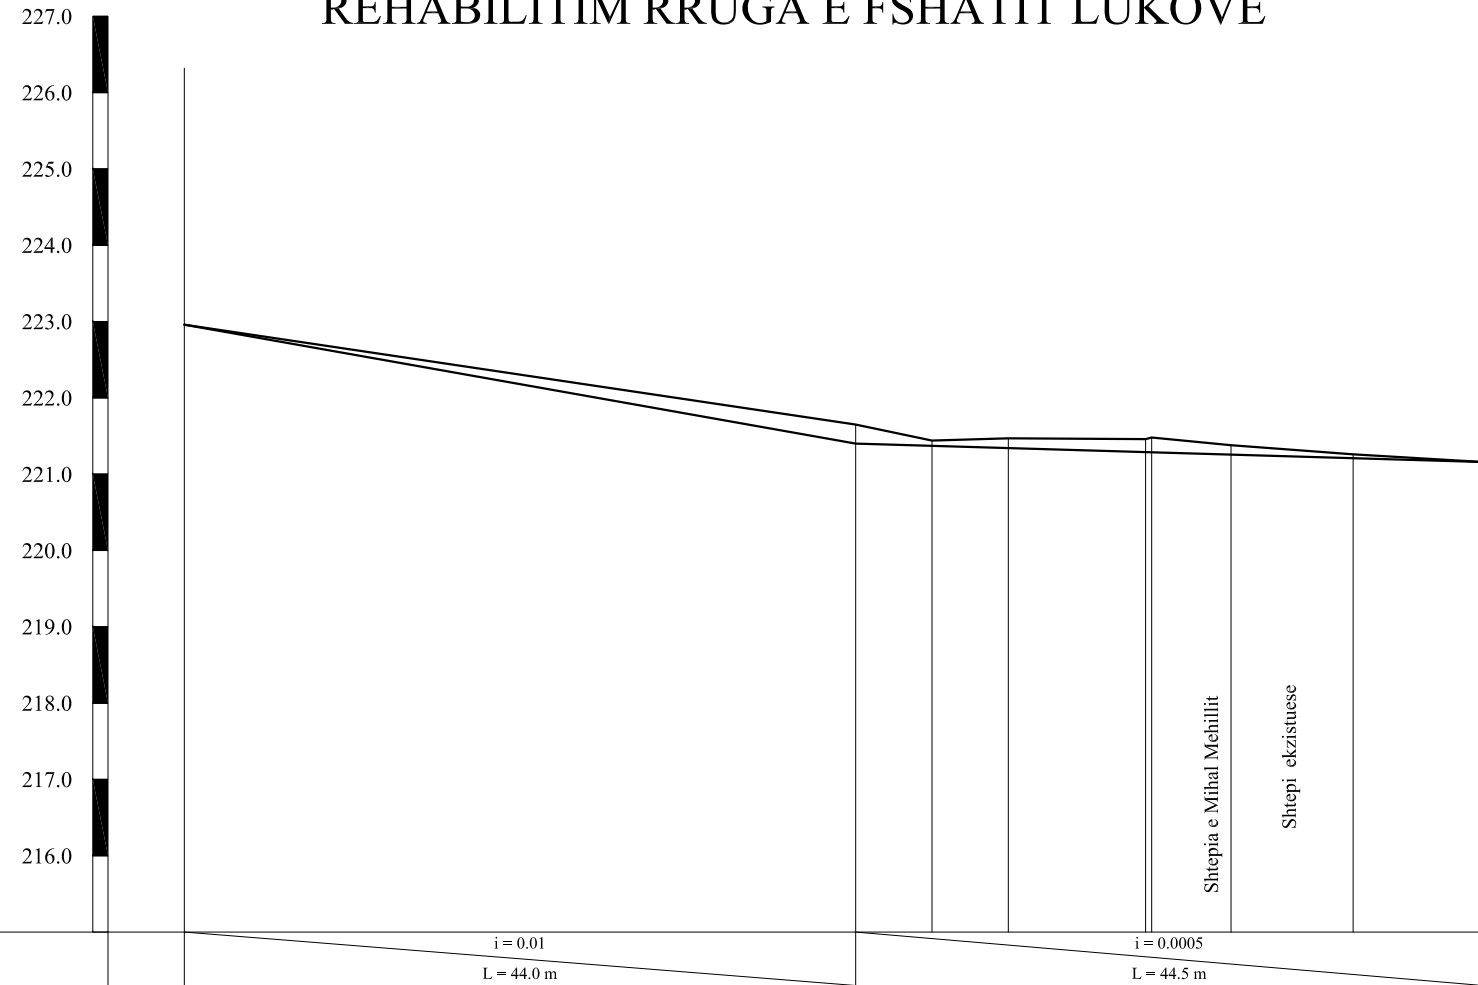 REHABILITIM RRUGA E FSHATIT LUKOVE
227.0
226.0
225.0
224.0
223.0
222.0
221.0
220.0
219.0
218.0
217.0
216.0
Shtepia e Mihal Mehillit
Shtepi ekzistuese
i = 0.01
L = 44.0 m
i = 0.0005
L = 44.5 m